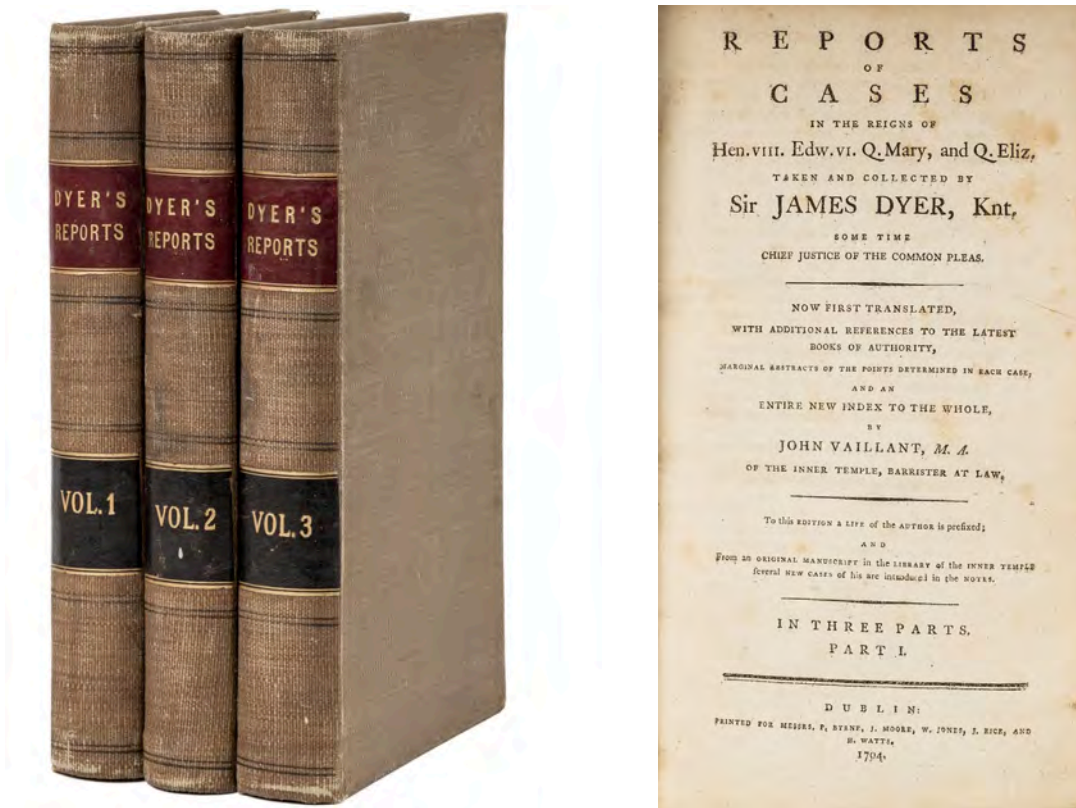 DYER'S
REPORTS
VOL.1
DYER'S
REPORTS
VOL.2
DYER'S
REPORTS
VOL.3
REPORTS
OF
CASES
IN THE REIGNS OF
Hen.VIII. Edw.VI. Q.Mary, and Q.Eliz,
TAKEN AND COLLECTED BY
Sir JAMES DYER, Knt,
SOME TIME
CHIEF JUSTICE OF THE COMMON PLEAS.
NOW FIRST TRANSLATED,
WITH ADDITIONAL REFERENCES TO THE LATEST
BOOKS OF AUTHORITY,
MARGINAL ABSTRACTS OF THE POINTS DETERMINED IN EACH CASE,
AND AN
ENTIRE NEW INDEX TO THE WHOLE,
BY
JOHN VAILLANT, M. A.
OF THE INNER TEMPLE, BARRISTER AT LAW,
To this EDITION a LIFE of the AUTHOR is prefixed;
AND
From an ORIGINAL MANUSCRIPT in the LIBRARY of the INNER TEMPLE
several NEW CASES of his are introduced in the NOTES.
IN THREE PARTS.
PART I.
DUBLIN:
PRINTED FOR MESSRS. P. BYRNE, J. MOORE, W. JONES, J. RICE, AND
H. WATTS,
1794.